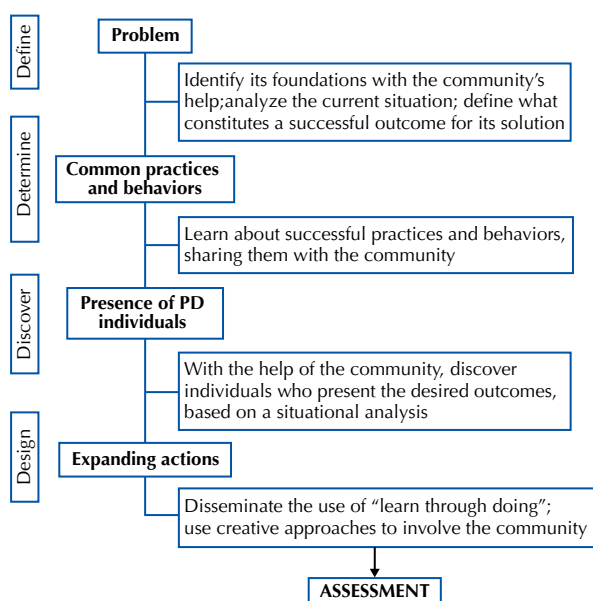 Define
Problem
Identify its foundations with the community's
help;analyze the current situation; define what
constitutes a successful outcome for its solution
Determine
Common practices
and behaviors
Learn about successful practices and behaviors,
sharing them with the community
Discover
Presence of PD
individuals
With the help of the community, discover
individuals who present the desired outcomes,
based on a situational analysis
Design
Expanding actions
Disseminate the use of “learn through doing”;
use creative approaches to involve the community
ASSESSMENT